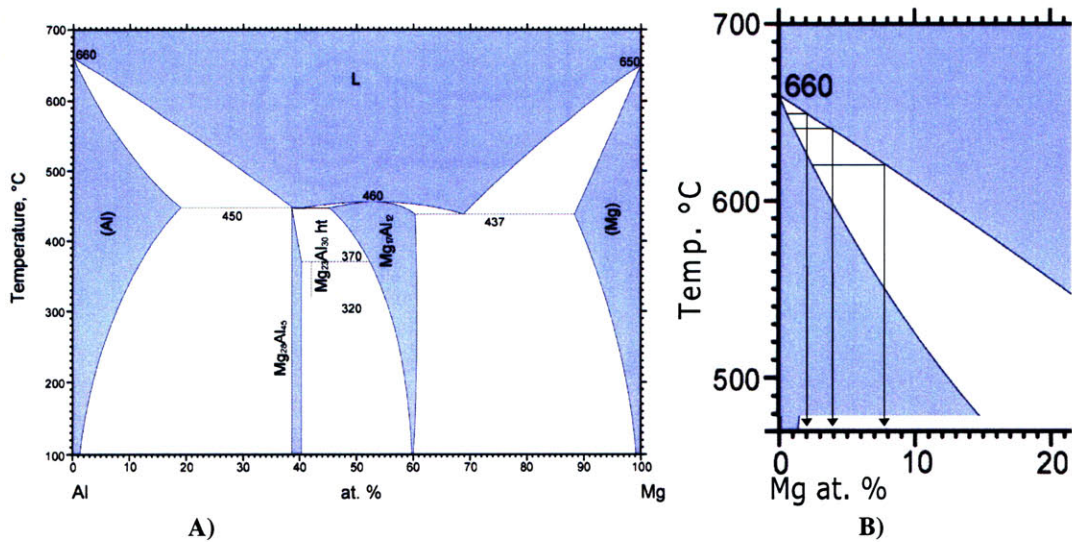 700
600
500
400
300
200
100
Temperature, °C
660
650
L
(Al)
(Mg)
450
460
437
Mg₂₃Al₃₀ ht
Mg₁₇Al₁₂
370
320
Mg₂₈Al₄₅
0 10 20 30 40 50 60 70 80 90 100
Al at. % Mg
A)
700
600
500
Temp. °C
660
0 10 20
Mg at. %
B)